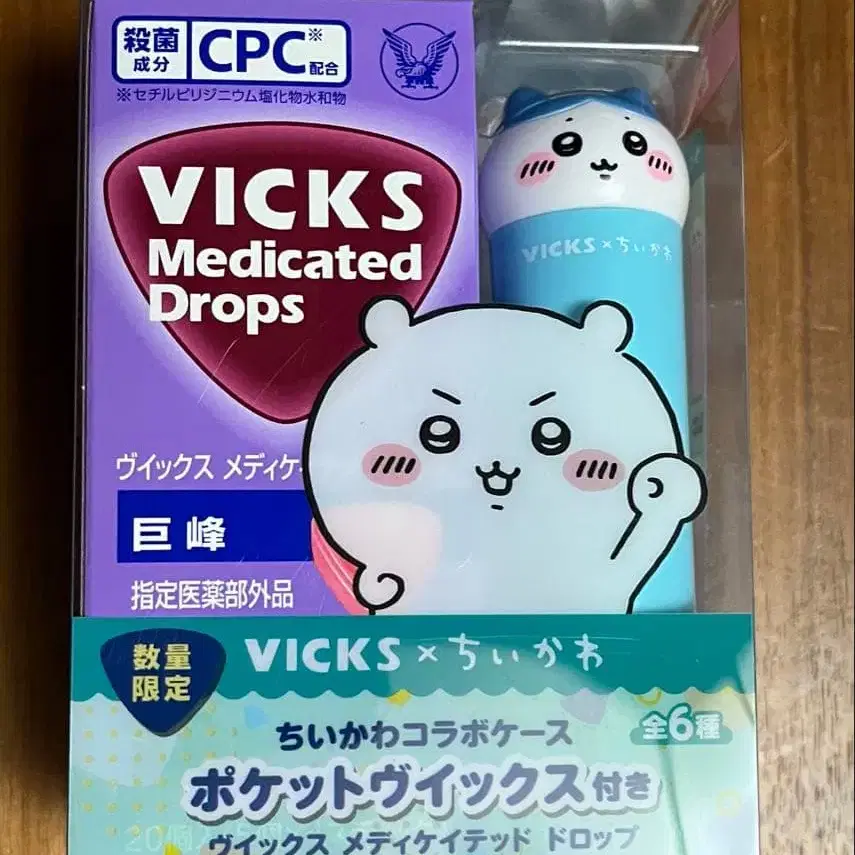 殺菌
成分
CPC※
配合
※セチルピリジニウム塩化物水和物
VICKS
Medicated
Drops
VICKS×ちいかわ
ヴイックス メディケ
巨峰
指定医薬部外品
数量
限定
VICKS×ちいかわ
ちいかわコラボケース
全6種
ポケットヴイックス付き
ヴイックス メディケイテッド ドロップ